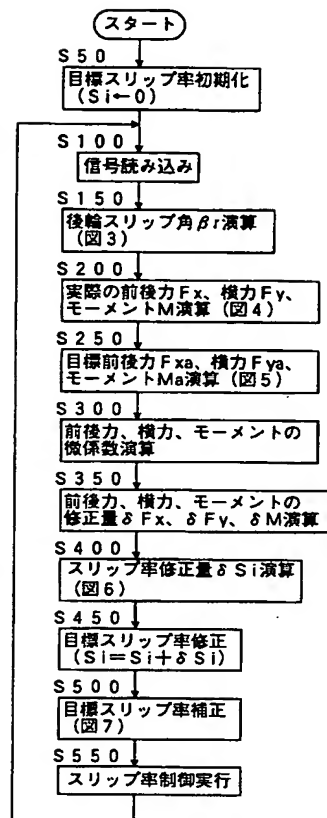 スタート
S50
目標スリップ率初期化
(Si←0)
S100
信号読み込み
S150
後輪スリップ角βr演算
(図3)
S200
実際の前後力Fx、横力Fy、
モーメントM演算(図4)
S250
目標前後力Fxa、横力Fya、
モーメントMa演算(図5)
S300
前後力、横力、モーメントの
微係数演算
S350
前後力、横力、モーメントの
修正量δFx、δFy、δM演算
S400
スリップ率修正量δSi演算
(図6)
S450
目標スリップ率修正
(Si=Si+δSi)
S500
目標スリップ率補正
(図7)
S550
スリップ率制御実行